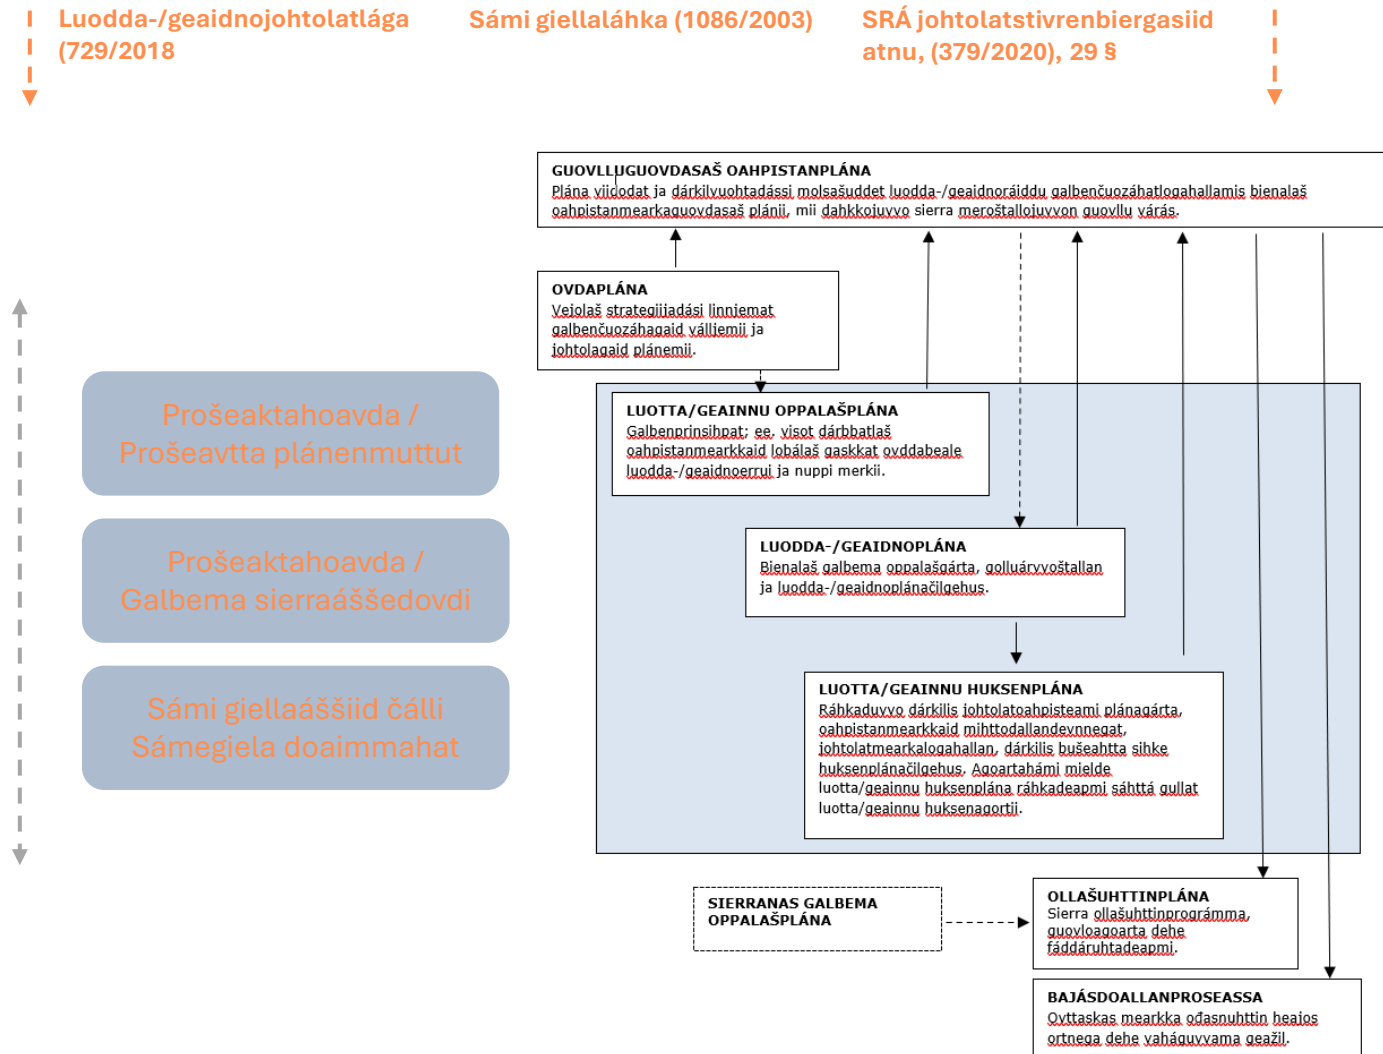 Luodda-/geaidnojohtolatlága
(729/2018
Sámi giellaláhka (1086/2003)
SRÁ johtolatstivrenbiergasiid
atnu, (379/2020), 29 §
GUOVLLUGUOVDASAŠ OAHPISTANPLÁNA
Plána viidodat ja dárkilvuohtadássi molsašuddet luodda-/geaidnoráiddu galbenčuozáhatlogahallamis bienalaš
oahpistanmearkaguovdasaš plánii, mii dahkkojuvvo sierra meroštallojuvvon guovllu várás.
OVDAPLÁNA
Vejolaš strategiijadási linnjemat
galbenčuozáhagaid válljemii ja
johtolagaid plánemii.
Prošeaktahoavda /
Prošeavtta plánenmuttut
LUOTTA/GEAINNU OPPALAŠPLÁNA
Galbenprinsihpat; ee. visot dárbbatlaš
oahpistanmearkkaid lobálaš gaskkat ovddabeale
luodda-/geaidnoerrui ja nuppi merkii.
Prošeaktahoavda /
Galbema sierraáššedovdi
LUODDA-/GEAIDNOPLÁNA
Bienalaš galbema oppalašgárta, golluárvvoštallan
ja luodda-/geaidnoplánačilgehus.
Sámi giellaáššiid čálli
Sámegiela doaimmahat
LUOTTA/GEAINNU HUKSENPLÁNA
Ráhkaduvvo dárkilis johtolatoahpisteami plánagárta,
oahpistanmearkkaid mihttodallandevnnegat,
johtolatmearkalogahallan, dárkilis bušeahtta sihke
huksenplánačilgehus. Agoartahámi mielde
luotta/geainnu huksenplána ráhkadeapmi sáhttá gullat
luotta/geainnu huksenagortii.
SIERRANAS GALBEMA
OPPALAŠPLÁNA
OLLAŠUHTTINPLÁNA
Sierra ollašuhttinprográmma,
guovloagoarta dehe
fáddáruhtadeapmi.
BAJÁSDOALLANPROSEASSA
Ovttaskas mearkka ođasnuhttin heajos
ortnega dehe vaháguvvama geažil.